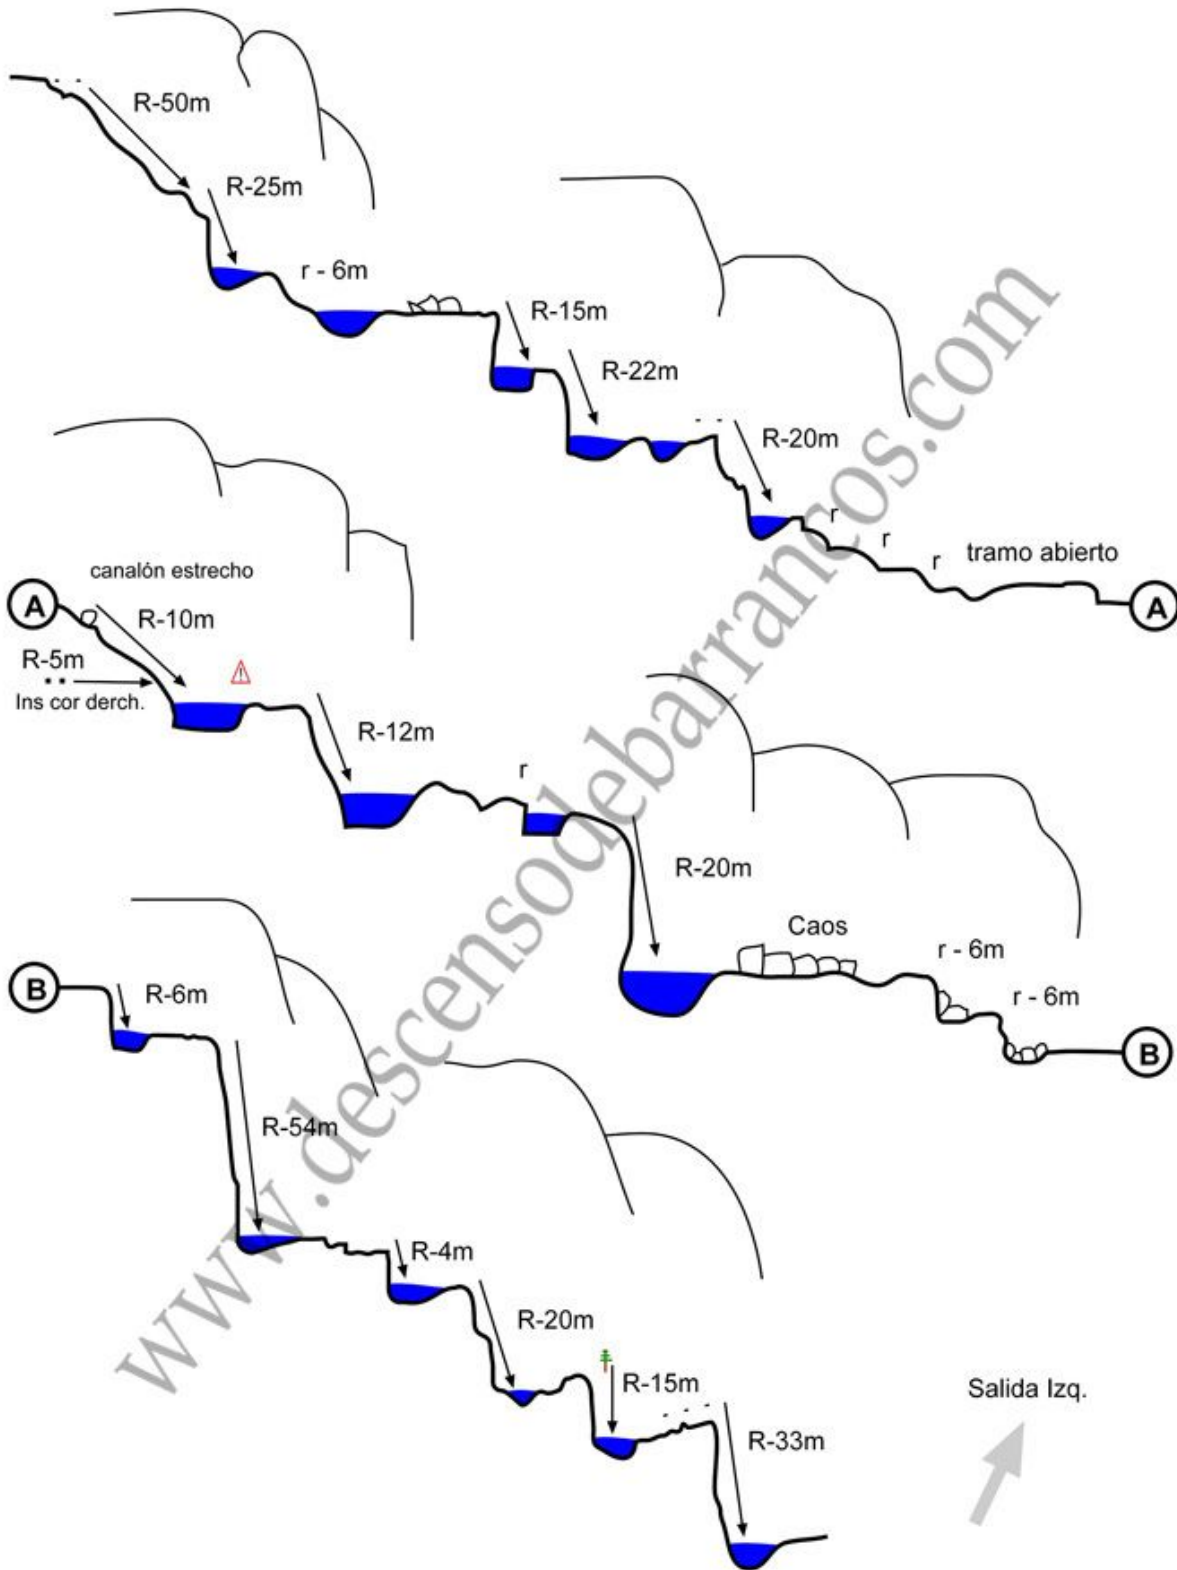 R-50m
R-25m
r - 6m
R-15m
R-22m
R-20m
r
r
r
tramo abierto
A
A
canalón estrecho
R-10m
R-5m
Ins cor derch.
R-12m
r
R-20m
Caos
r - 6m
r - 6m
B
B
R-6m
R-54m
R-4m
R-20m
R-15m
R-33m
Salida Izq.
www.descensodebarrancos.com